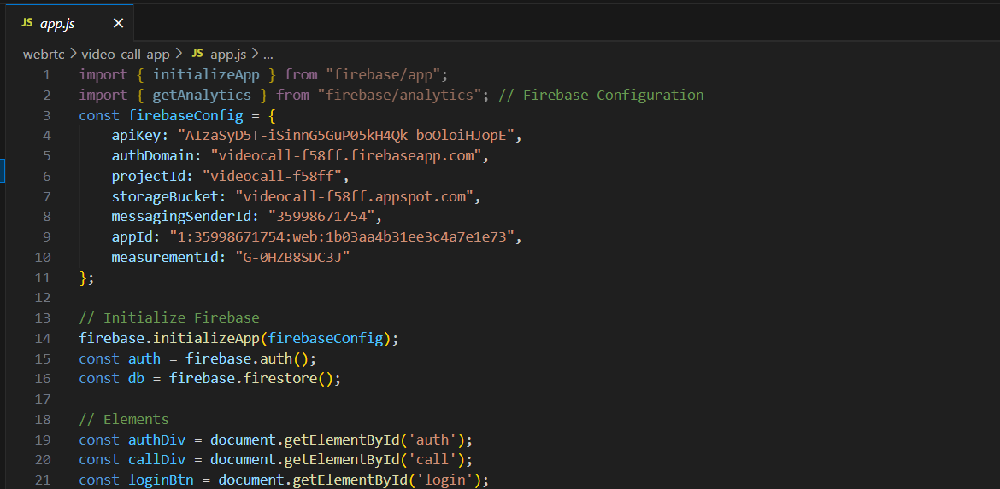 JS app.js ×
webrtc > video-call-app > JS app.js > ...
1 import { initializeApp } from "firebase/app";
2 import { getAnalytics } from "firebase/analytics"; // Firebase Configuration
3 const firebaseConfig = {
4 apiKey: "AIzaSyD5T-iSinnG5GuP05kH4Qk_boOloiHJopE",
5 authDomain: "videocall-f58ff.firebaseapp.com",
6 projectId: "videocall-f58ff",
7 storageBucket: "videocall-f58ff.appspot.com",
8 messagingSenderId: "35998671754",
9 appId: "1:35998671754:web:1b03aa4b31ee3c4a7e1e73",
10 measurementId: "G-0HZB8SDC3J"
11 };
12
13 // Initialize Firebase
14 firebase.initializeApp(firebaseConfig);
15 const auth = firebase.auth();
16 const db = firebase.firestore();
17
18 // Elements
19 const authDiv = document.getElementById('auth');
20 const callDiv = document.getElementById('call');
21 const loginBtn = document.getElementById('login');